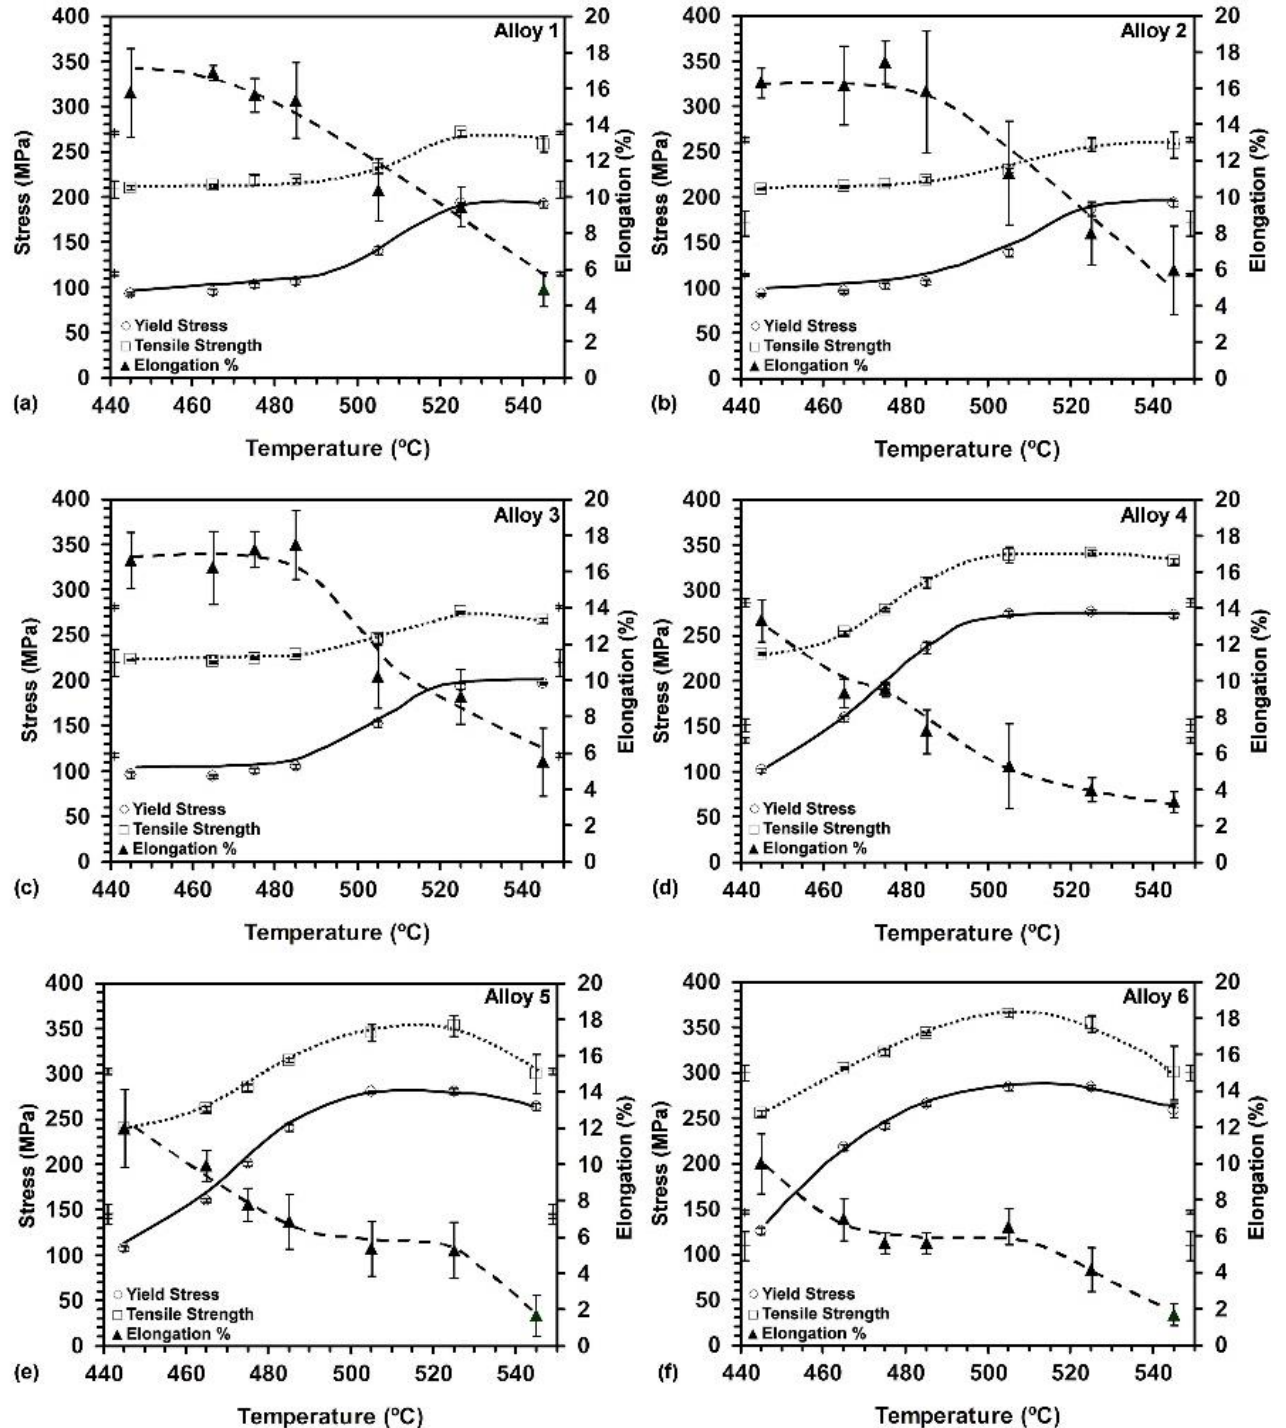 Alloy 1
400
350
300
250
200
150
100
50
0
20
18
16
14
12
10
8
6
4
2
0
Stress (MPa)
Elongation (%)
Yield Stress
Tensile Strength
Elongation %
440 460 480 500 520 540
(a)
Temperature (ºC)
Alloy 2
400
350
300
250
200
150
100
50
0
20
18
16
14
12
10
8
6
4
2
0
Stress (MPa)
Elongation (%)
Yield Stress
Tensile Strength
Elongation %
440 460 480 500 520 540
(b)
Temperature (ºC)
Alloy 3
400
350
300
250
200
150
100
50
0
20
18
16
14
12
10
8
6
4
2
0
Stress (MPa)
Elongation (%)
Yield Stress
Tensile Strength
Elongation %
440 460 480 500 520 540
(c)
Temperature (ºC)
Alloy 4
400
350
300
250
200
150
100
50
0
20
18
16
14
12
10
8
6
4
2
0
Stress (MPa)
Elongation (%)
Yield Stress
Tensile Strength
Elongation %
440 460 480 500 520 540
(d)
Temperature (ºC)
Alloy 5
400
350
300
250
200
150
100
50
0
20
18
16
14
12
10
8
6
4
2
0
Stress (MPa)
Elongation (%)
Yield Stress
Tensile Strength
Elongation %
440 460 480 500 520 540
(e)
Temperature (ºC)
Alloy 6
400
350
300
250
200
150
100
50
0
20
18
16
14
12
10
8
6
4
2
0
Stress (MPa)
Elongation (%)
Yield Stress
Tensile Strength
Elongation %
440 460 480 500 520 540
(f)
Temperature (ºC)